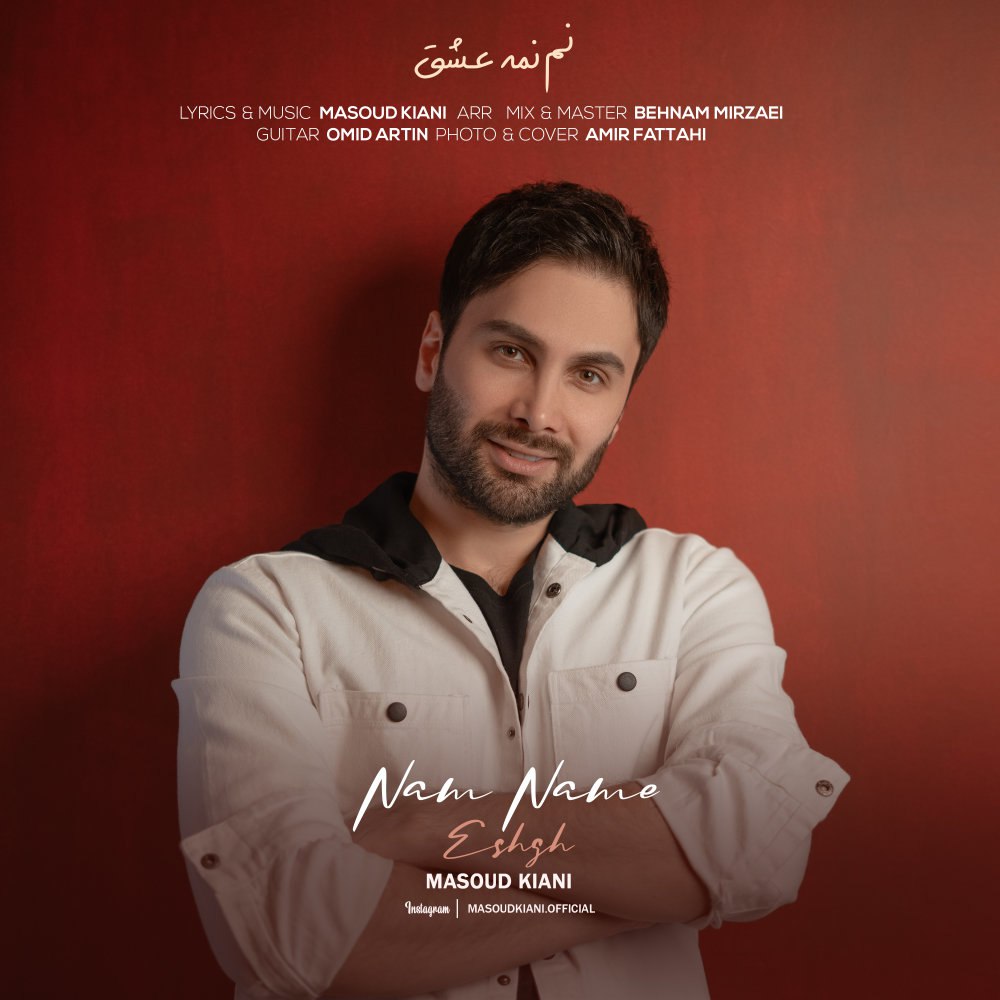 نم نمه عشق
LYRICS & MUSIC MASOUD KIANI ARR MIX & MASTER BEHNAM MIRZAEI
GUITAR OMID ARTIN PHOTO & COVER AMIR FATTAHI
Nam Name
Eshgh
MASOUD KIANI
Instagram | MASOUDKIANI.OFFICIAL